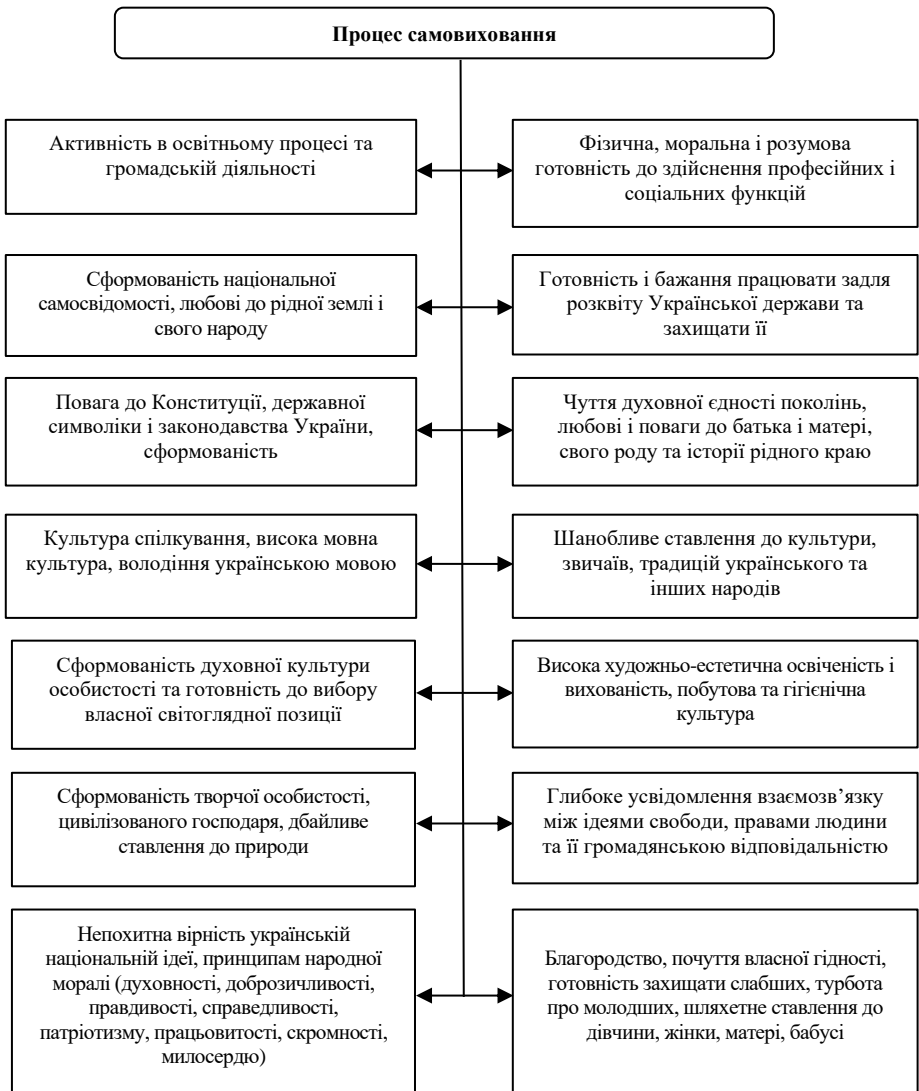 Процес самовиховання
Активність в освітньому процесі та
громадській діяльності
Фізична, моральна і розумова
готовність до здійснення професійних і
соціальних функцій
Сформованість національної
самосвідомості, любові до рідної землі і
свого народу
Готовність і бажання працювати задля
розквіту Української держави та
захищати її
Повага до Конституції, державної
символіки і законодавства України,
сформованість
Чуття духовної єдності поколінь,
любові і поваги до батька і матері,
свого роду та історії рідного краю
Культура спілкування, висока мовна
культура, володіння українською мовою
Шанобливе ставлення до культури,
звичаїв, традицій українського та
інших народів
Сформованість духовної культури
особистості та готовність до вибору
власної світоглядної позиції
Висока художньо-естетична освіченість і
вихованість, побутова та гігієнічна
культура
Сформованість творчої особистості,
цивілізованого господаря, дбайливе
ставлення до природи
Глибоке усвідомлення взаємозв’язку
між ідеями свободи, правами людини
та її громадянською відповідальністю
Непохитна вірність українській
національній ідеї, принципам народної
моралі (духовності, доброзичливості,
правдивості, справедливості,
патріотизму, працьовитості, скромності,
милосердю)
Благородство, почуття власної гідності,
готовність захищати слабших, турбота
про молодших, шляхетне ставлення до
дівчини, жінки, матері, бабусі